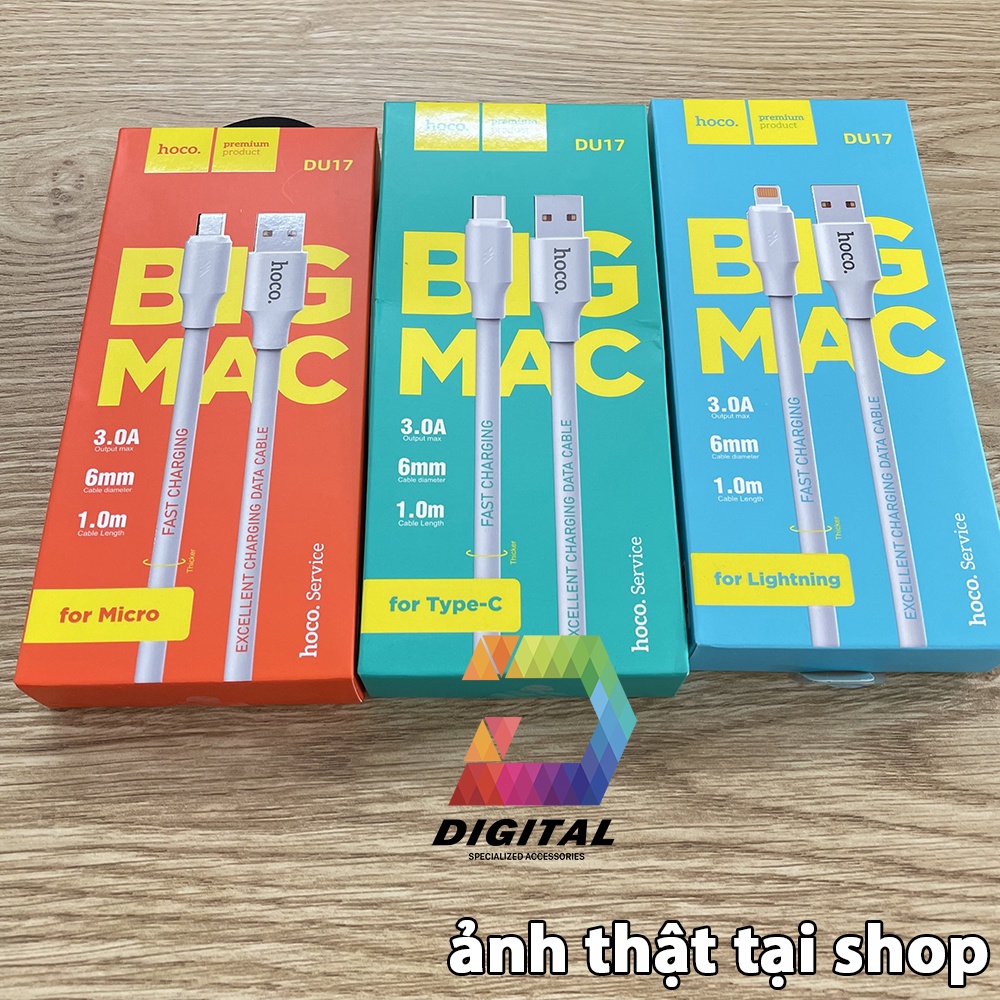 hoco.
premium
product
DU17
BIG
MAC
3.0A
Output max
6mm
Cable diameter
1.0m
Cable Length
hoco.
FAST CHARGING
EXCELLENT CHARGING DATA CABLE
Thicker
for Micro
hoco. Service
hoco.
premium
product
DU17
BIG
MAC
3.0A
Output max
6mm
Cable diameter
1.0m
Cable Length
hoco.
FAST CHARGING
EXCELLENT CHARGING DATA CABLE
Thicker
for Type-C
hoco. Service
hoco.
premium
product
DU17
BIG
MAC
3.0A
Output max
6mm
Cable diameter
1.0m
Cable Length
hoco.
FAST CHARGING
EXCELLENT CHARGING DATA CABLE
Thicker
for Lightning
hoco. Service
DIGITAL
SPECIALIZED ACCESSORIES
ảnh thật tại shop